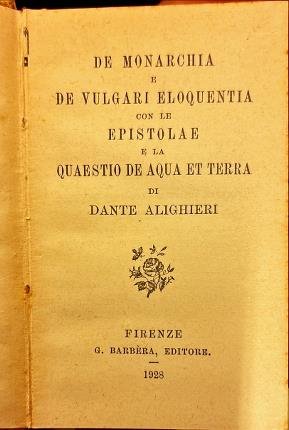 DE MONARCHIA
E
DE VULGARI ELOQUENTIA
CON LE
EPISTOLAE
E LA
QUAESTIO DE AQUA ET TERRA
DI
DANTE ALIGHIERI
FIRENZE
G. BARBÈRA, EDITORE.
1928